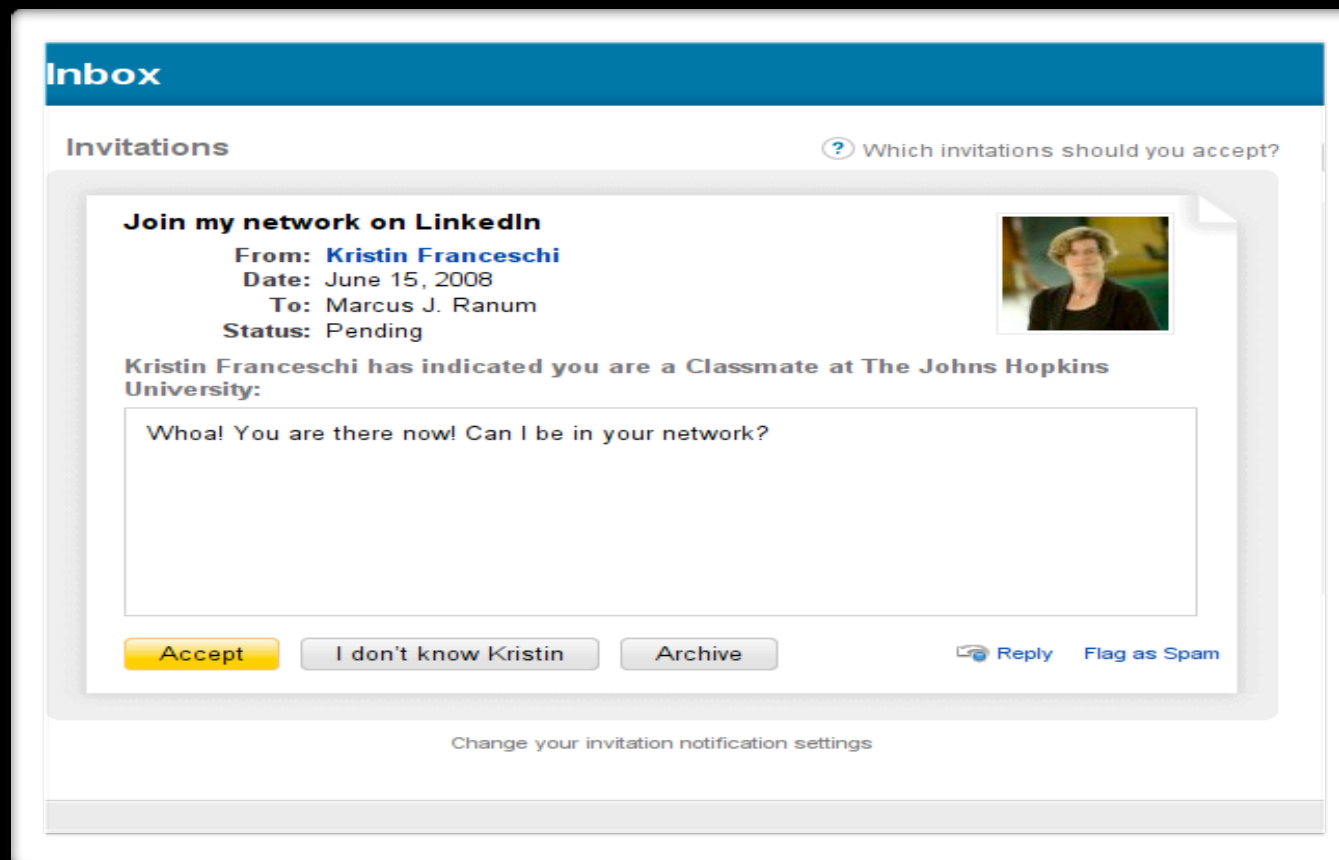 Inbox
Invitations
? Which invitations should you accept?
Join my network on LinkedIn
From: Kristin Franceschi
Date: June 15, 2008
To: Marcus J. Ranum
Status: Pending
Kristin Franceschi has indicated you are a Classmate at The Johns Hopkins
University:
Whoa! You are there now! Can I be in your network?
Accept I don't know Kristin Archive Reply Flag as Spam
Change your invitation notification settings